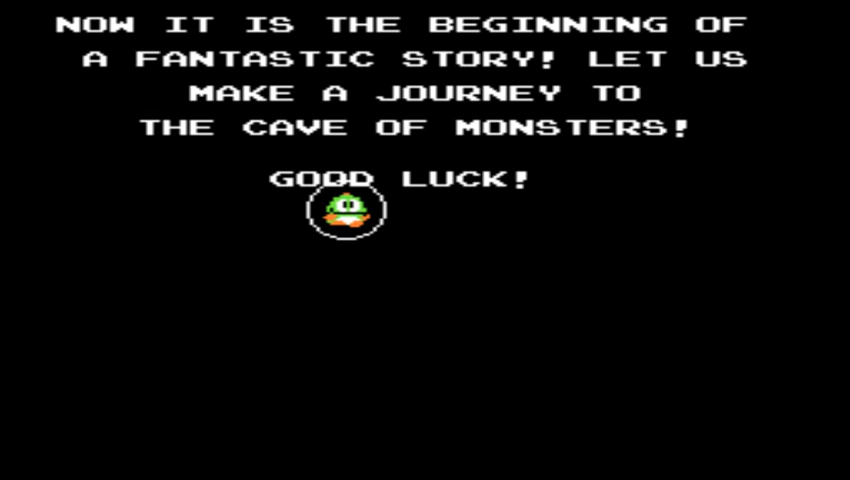 NOW IT IS THE BEGINNING OF
A FANTASTIC STORY! LET US
MAKE A JOURNEY TO
THE CAVE OF MONSTERS!
GOOD LUCK!